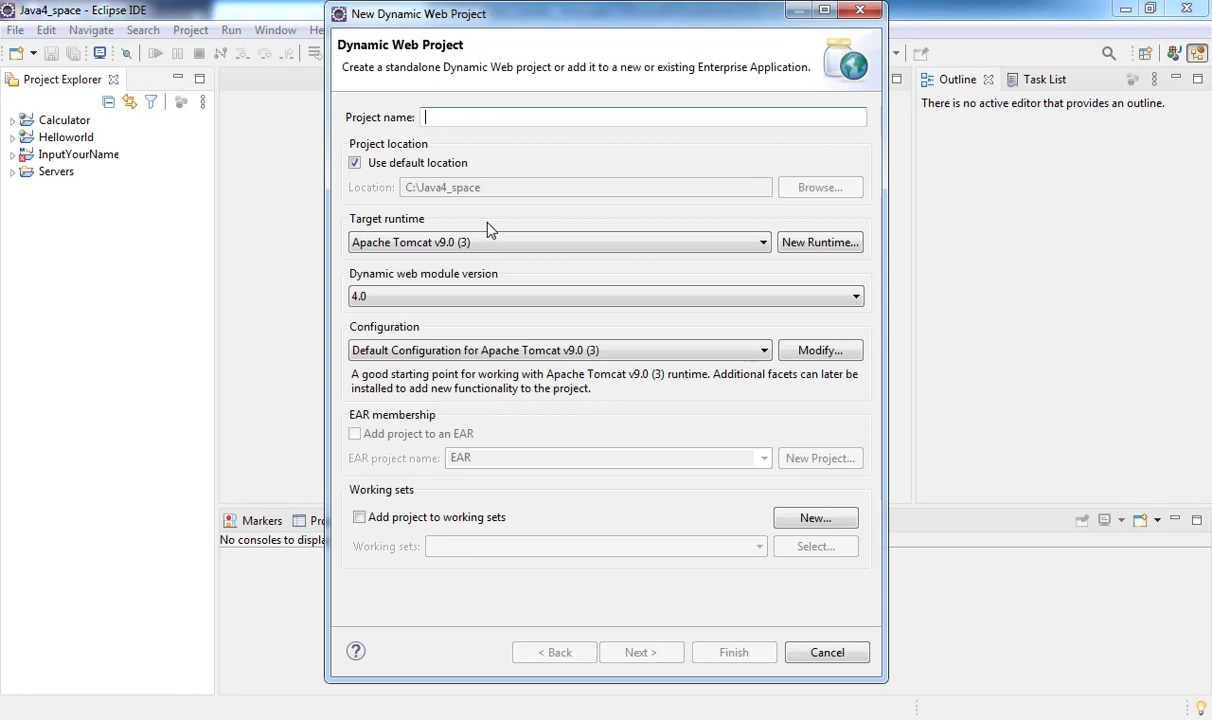 Java4_space - Eclipse IDE
File Edit Navigate Search Project Run Window
Project Explorer
Calculator
Helloworld
InputYourName
Servers
New Dynamic Web Project
Dynamic Web Project
Create a standalone Dynamic Web project or add it to a new or existing Enterprise Application.
Project name:
Project location
Use default location
Location: C:\Java4_space Browse...
Target runtime
Apache Tomcat v9.0 (3) New Runtime...
Dynamic web module version
4.0
Configuration
Default Configuration for Apache Tomcat v9.0 (3) Modify...
A good starting point for working with Apache Tomcat v9.0 (3) runtime. Additional facets can later be
installed to add new functionality to the project.
EAR membership
Add project to an EAR
EAR project name: EAR New Project...
Working sets
Add project to working sets New...
Working sets: Select...
? < Back Next > Finish Cancel
Outline Task List
There is no active editor that provides an outline.
Markers
No consoles to displa